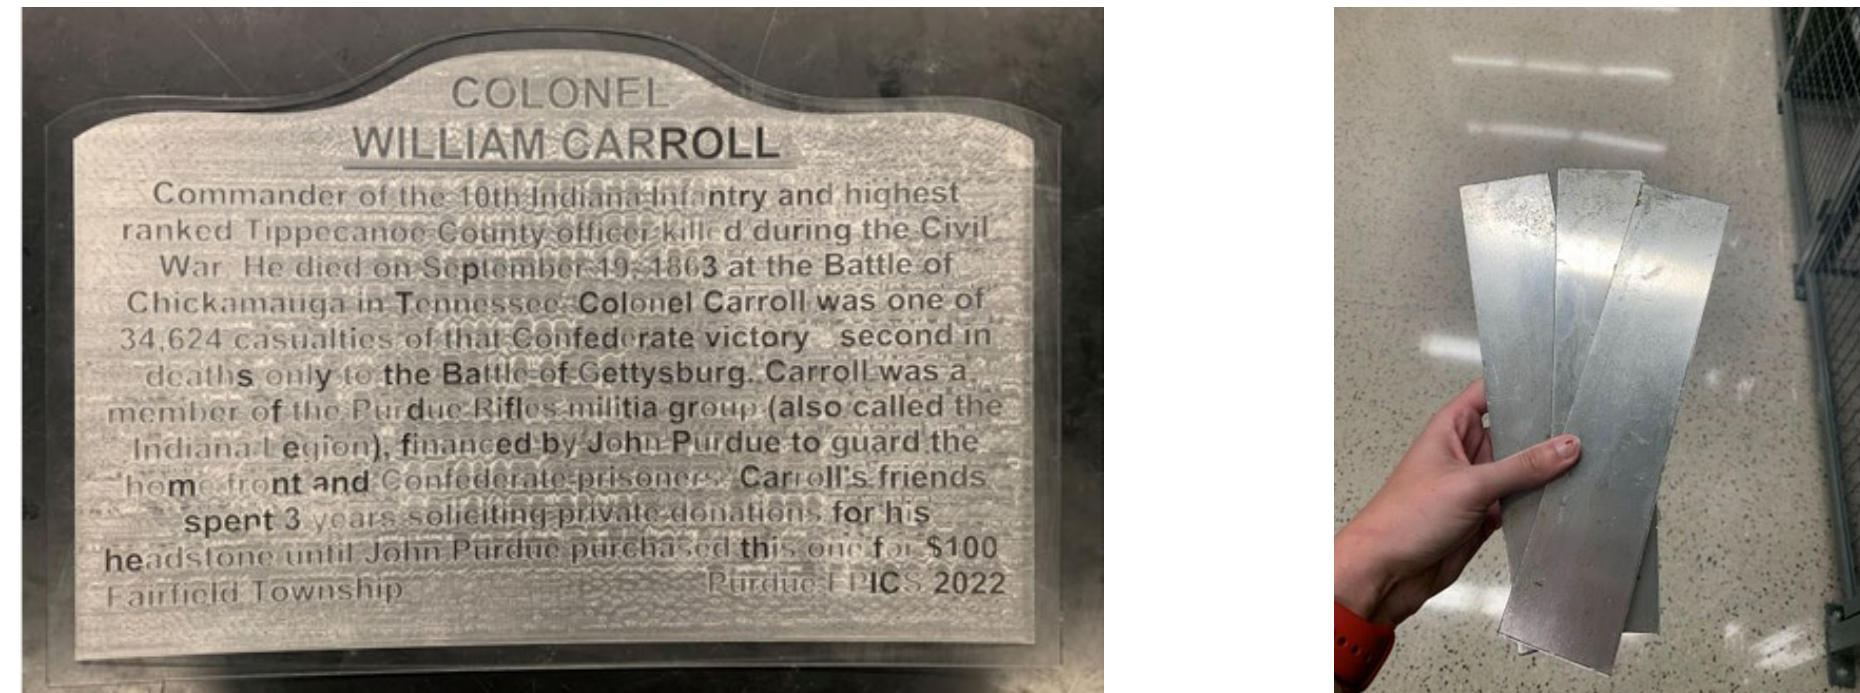 COLONEL
WILLIAM CARROLL
Commander of the 10th Indiana Infantry and highest
ranked Tippecanoe County officer killed during the Civil
War. He died on September 19, 1863 at the Battle of
Chickamauga in Tennessee. Colonel Carroll was one of
34,624 casualties of that Confederate victory second in
deaths only to the Battle of Gettysburg. Carroll was a
member of the Purdue Rifles militia group (also called the
Indiana Legion), financed by John Purdue to guard the
home front and Confederate prisoners. Carroll's friends
spent 3 years soliciting private donations for his
headstone until John Purdue purchased this one for $100
Fairfield Township Purdue EPICS 2022